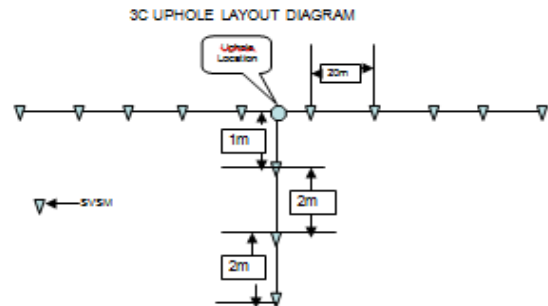 3C UPHOLE LAYOUT DIAGRAM
Uphole
Location
20m
1m
2m
SVSM
2m